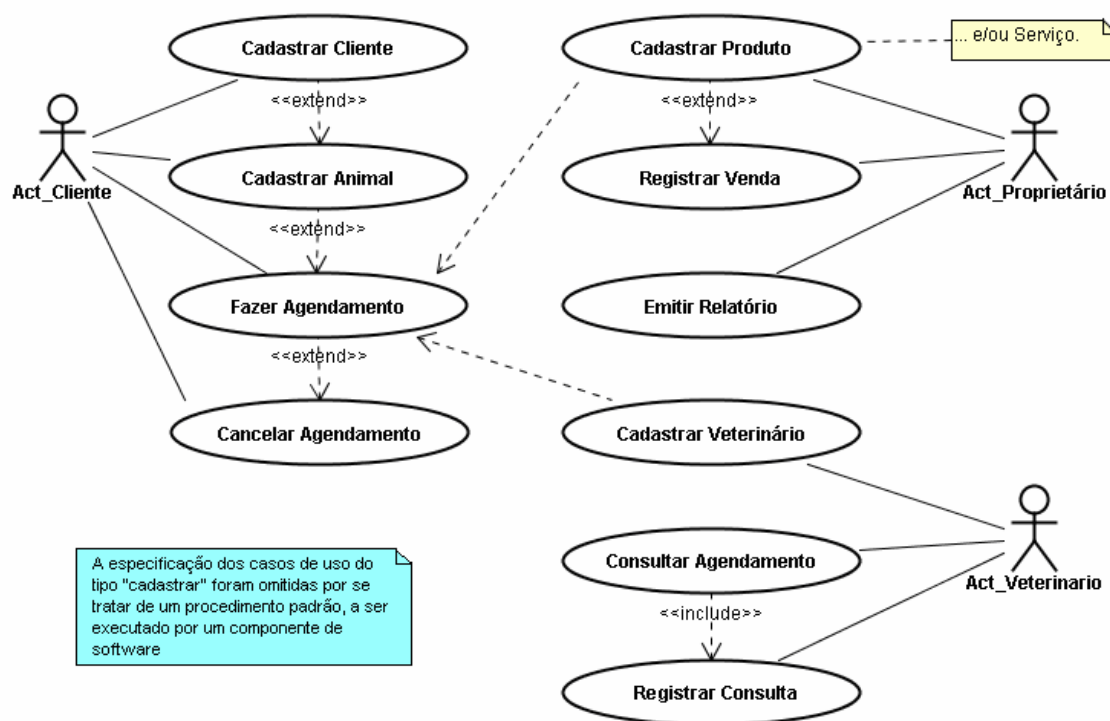 Cadastrar Cliente
Cadastrar Produto
... e/ou Serviço.
<<extend>>
<<extend>>
Act_Cliente
Cadastrar Animal
Registrar Venda
Act_Proprietário
<<extend>>
Fazer Agendamento
Emitir Relatório
<<extend>>
Cancelar Agendamento
Cadastrar Veterinário
A especificação dos casos de uso do
tipo "cadastrar" foram omitidas por se
tratar de um procedimento padrão, a ser
executado por um componente de
software
Consultar Agendamento
Act_Veterinario
<<include>>
Registrar Consulta